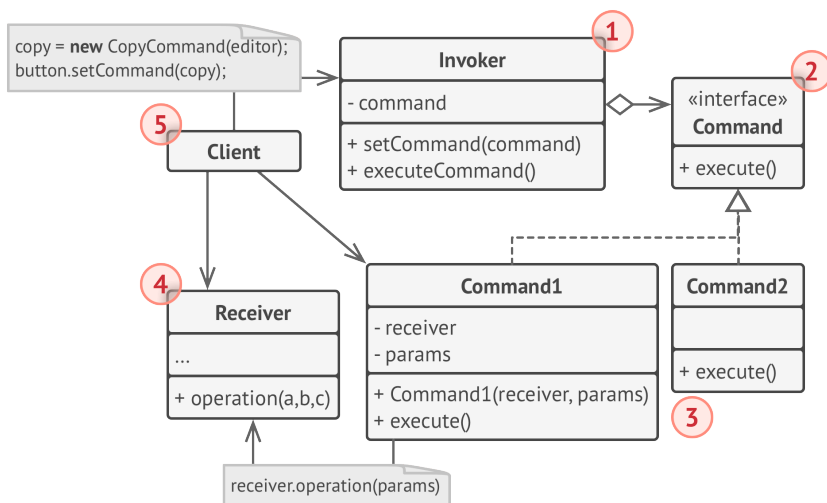 copy = new CopyCommand(editor);
button.setCommand(copy);
1
Invoker
- command
+ setCommand(command)
+ executeCommand()
2
«interface»
Command
+ execute()
5
Client
4
Receiver
...
+ operation(a,b,c)
Command1
- receiver
- params
+ Command1(receiver, params)
+ execute()
Command2
+ execute()
3
receiver.operation(params)